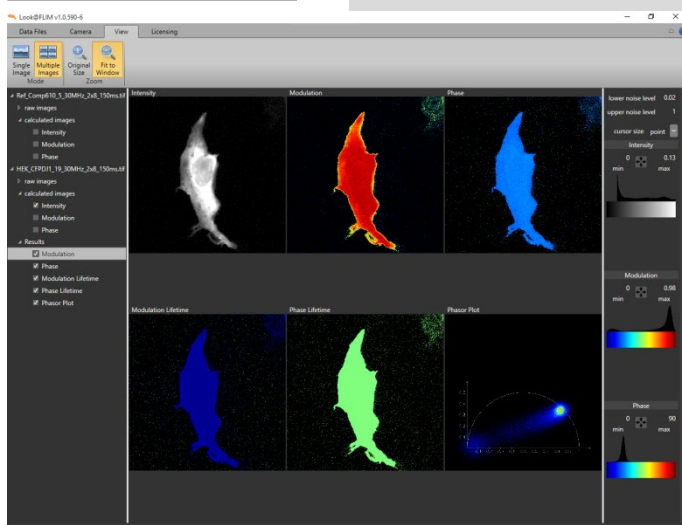 Look@FLIM v1.0.590-6
Data Files Camera View Licensing
Single Image Multiple Images Original Size Fit to Window
Mode Zoom
Ref_Comp610_5_30MHz_2x8_150ms.tif
raw images
calculated images
Intensity
Modulation
Phase
HEK_CFPDJ1_19_30MHz_2x8_150ms.tif
raw images
calculated images
Intensity
Modulation
Phase
Results
Modulation
Phase
Modulation Lifetime
Phase Lifetime
Phasor Plot
Intensity Modulation Phase
Modulation Lifetime Phase Lifetime Phasor Plot
lower noise level 0.02
upper noise level 1
cursor size point
Intensity
0 0.13
min max
Modulation
0 0.98
min max
Phase
0 90
min max